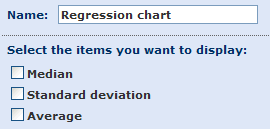 Name: Regression chart
Select the items you want to display:
Median
Standard deviation
Average